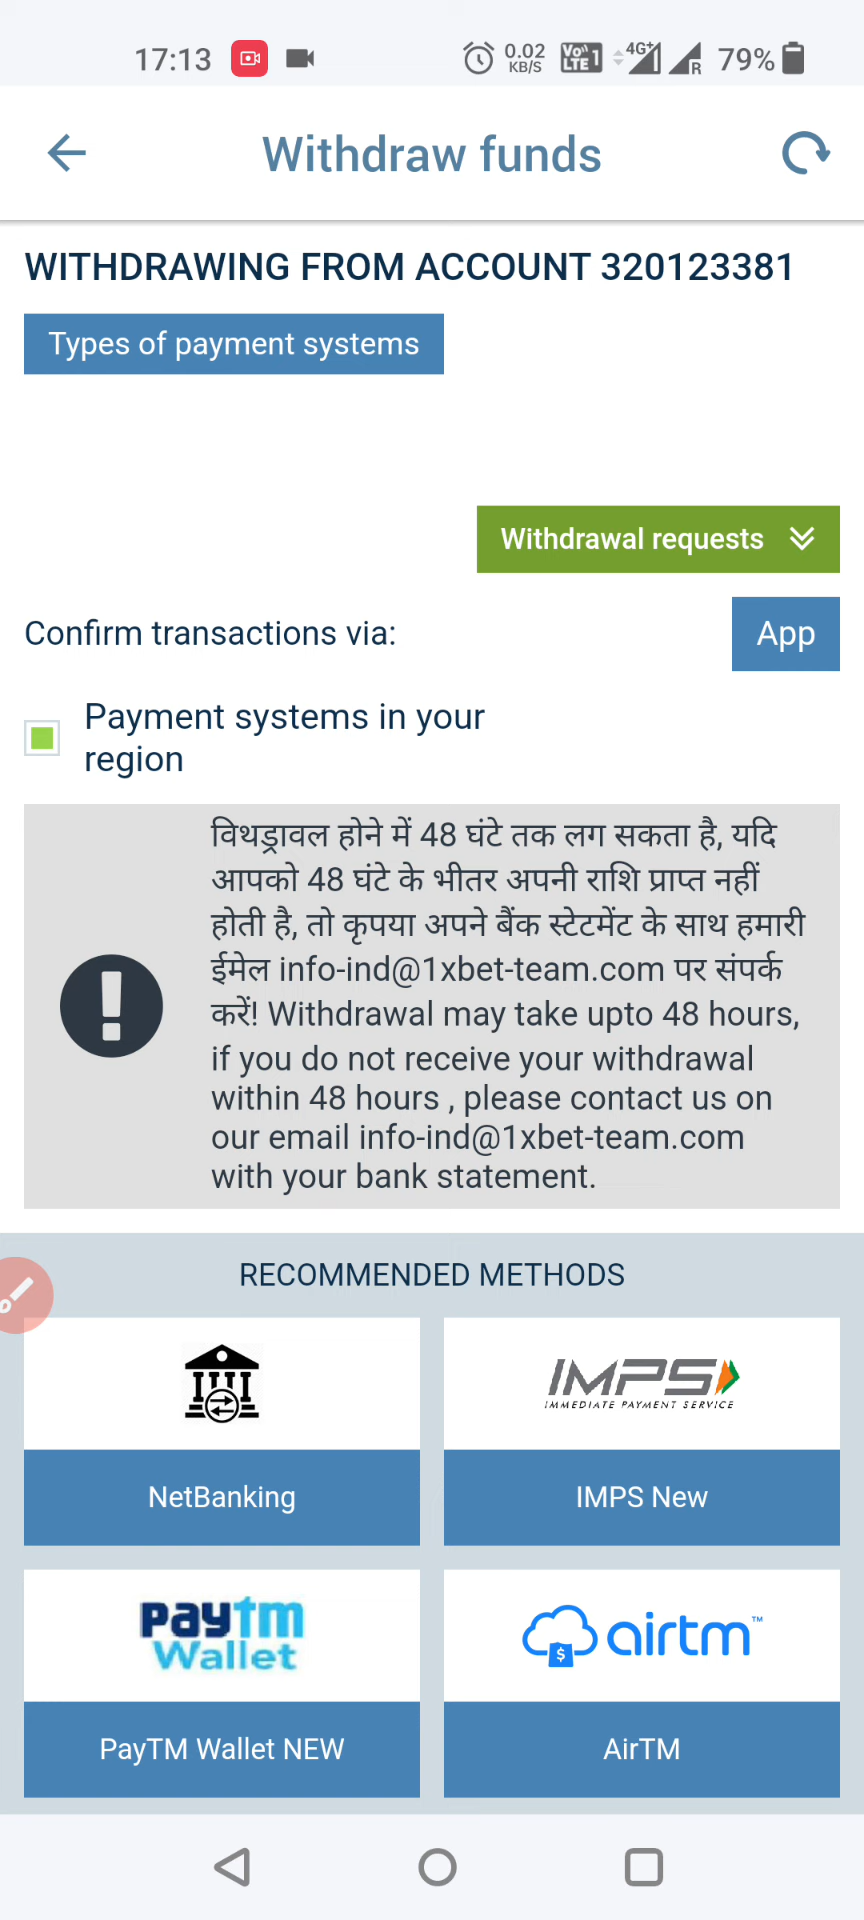 17:13
0.02
KB/S
Vo 1
LTE
4G+
R
79%
Withdraw funds
WITHDRAWING FROM ACCOUNT 320123381
Types of payment systems
Withdrawal requests
Confirm transactions via:
App
Payment systems in your
region
विथड्रावल होने में 48 घंटे तक लग सकता है, यदि
आपको 48 घंटे के भीतर अपनी राशि प्राप्त नहीं
होती है, तो कृपया अपने बैंक स्टेटमेंट के साथ हमारी
ईमेल info-ind@1xbet-team.com पर संपर्क
करें! Withdrawal may take upto 48 hours,
if you do not receive your withdrawal
within 48 hours , please contact us on
our email info-ind@1xbet-team.com
with your bank statement.
RECOMMENDED METHODS
IMPS
IMMEDIATE PAYMENT SERVICE
NetBanking
IMPS New
paytm
Wallet
$ airtm™
PayTM Wallet NEW
AirTM